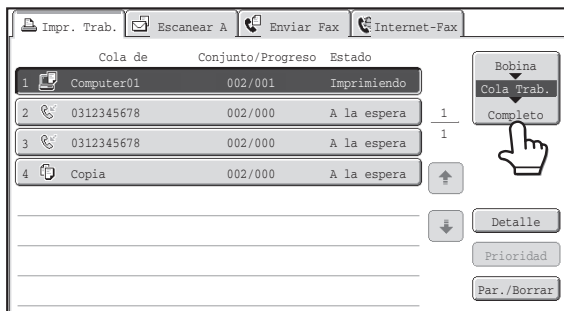 Impr. Trab. Escanear A Enviar Fax Internet-Fax
Cola de Conjunto/Progreso Estado
1 Computer01 002/001 Imprimiendo
2 0312345678 002/000 A la espera
3 0312345678 002/000 A la espera
4 Copia 002/000 A la espera
1
1
Bobina
Cola Trab.
Completo
Detalle
Prioridad
Par./Borrar